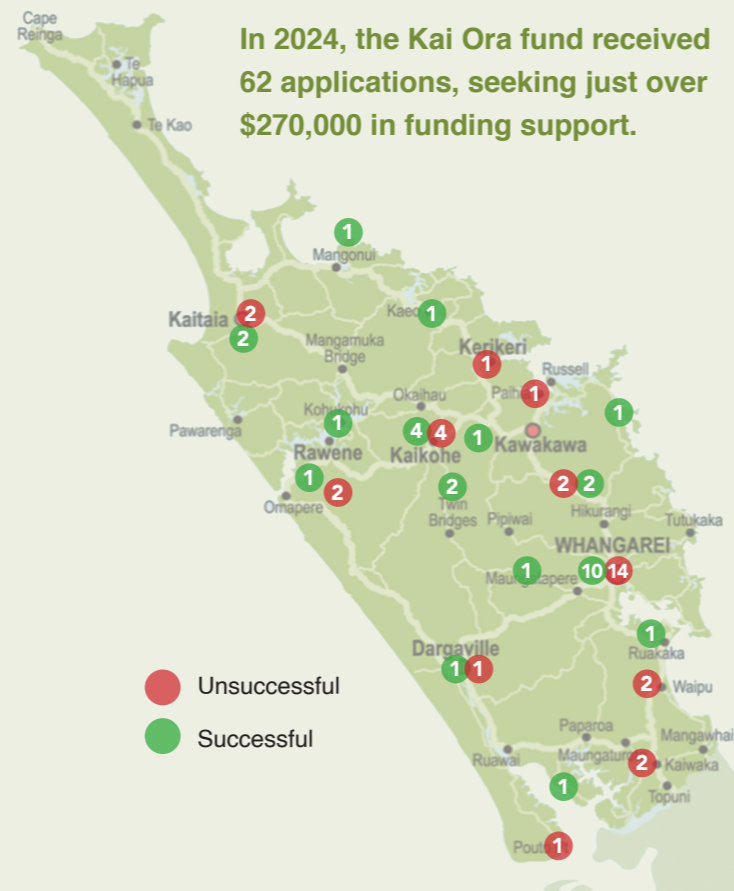 Cape
Reinga
In 2024, the Kai Ora fund received
62 applications, seeking just over
$270,000 in funding support.
Te
Hapua
Te Kao
1
Mangonui
Kaitaia
2
2
Kaeo
1
Mangamuka
Bridge
Kerikeri
1
Russell
Paihia
1
Okaihau
Kohukohu
1
1
Pawarenga
Rawene
4
4
Kaikohe
1
Kawakawa
1
2
Omapere
2
Twin
Bridges
2
2
Pipiwai
Hikurangi
Tutukaka
WHANGAREI
1
Maungatapere
10
14
1
Ruakaka
Dargaville
1
1
2
Waipu
Unsuccessful
Successful
Paparoa
Mangawhai
Ruawai
Maungaturoto
2
Kaiwaka
1
Topuni
Pouto
1